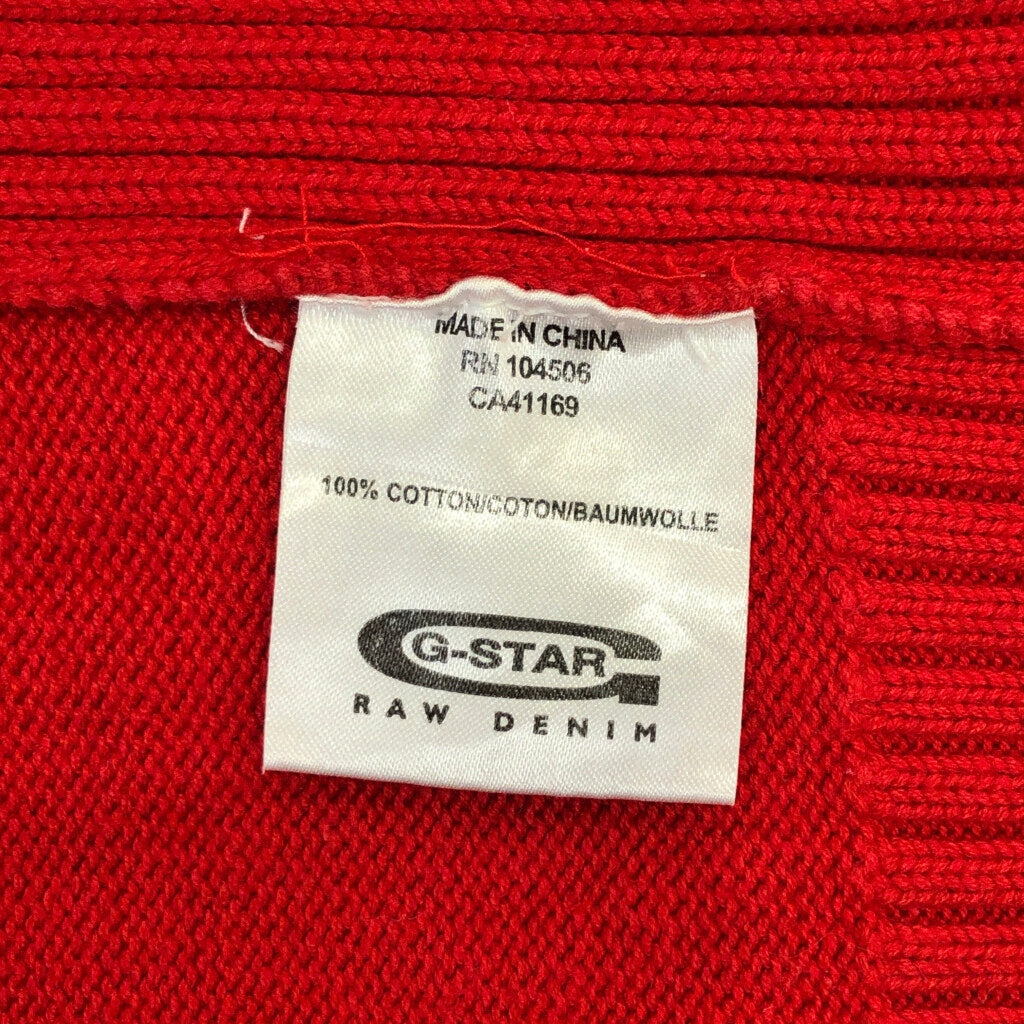 MADE IN CHINA
RN 104506
CA41169
100% COTTON/COTON/BAUMWOLLE
G-STAR
RAW DENIM